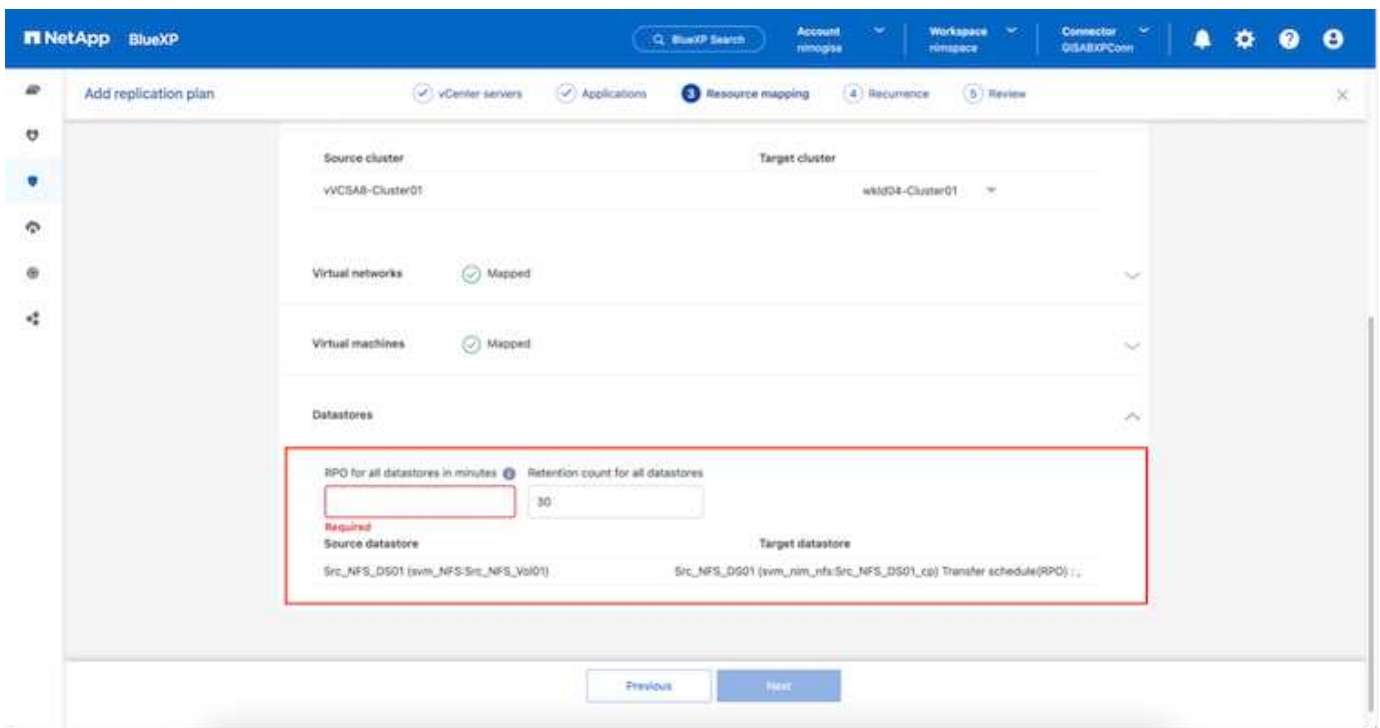 NetApp BlueXP BlueXP Search Account Workspace Connector
nimogisa nimspace GISABXPConn
Add replication plan vCenter servers Applications 3 Resource mapping 4 Recurrence 5 Review
Source cluster Target cluster
vVCSA8-Cluster01 wkld04-Cluster01
Virtual networks Mapped
Virtual machines Mapped
Datastores
RPO for all datastores in minutes Retention count for all datastores
30
Required
Source datastore Target datastore
Src_NFS_DS01 (svm_NFS:Src_NFS_Vol01) Src_NFS_DS01 (svm_nim_nfs:Src_NFS_DS01_cp) Transfer schedule(RPO) : ,
Previous Next